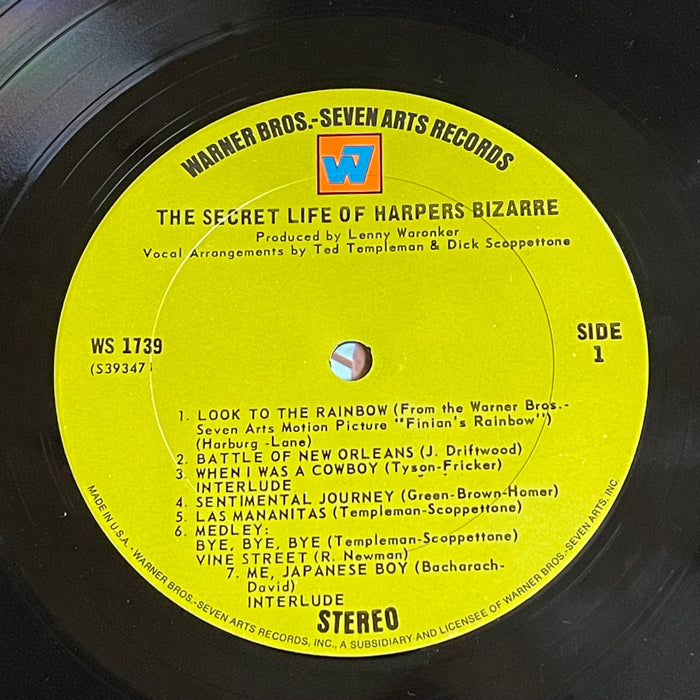 WARNER BROS.-SEVEN ARTS RECORDS
W7
THE SECRET LIFE OF HARPERS BIZARRE
Produced by Lenny Waronker
Vocal Arrangements by Ted Templeman & Dick Scoppettone
WS 1739
(S39347)
SIDE
1
1. LOOK TO THE RAINBOW (From the Warner Bros.-
Seven Arts Motion Picture "Finian's Rainbow")
(Harburg -Lane)
2. BATTLE OF NEW ORLEANS (J. Driftwood)
3. WHEN I WAS A COWBOY (Tyson-Fricker)
INTERLUDE
4. SENTIMENTAL JOURNEY (Green-Brown-Homer)
5. LAS MANANITAS (Templeman-Scoppettone)
6. MEDLEY:
BYE, BYE, BYE (Templeman-Scoppettone)
VINE STREET (R. Newman)
7. ME, JAPANESE BOY (Bacharach-
David)
INTERLUDE
STEREO
MADE IN U.S.A. - WARNER BROS.-SEVEN ARTS RECORDS, INC., A SUBSIDIARY AND LICENSEE OF WARNER BROS.-SEVEN ARTS, INC.